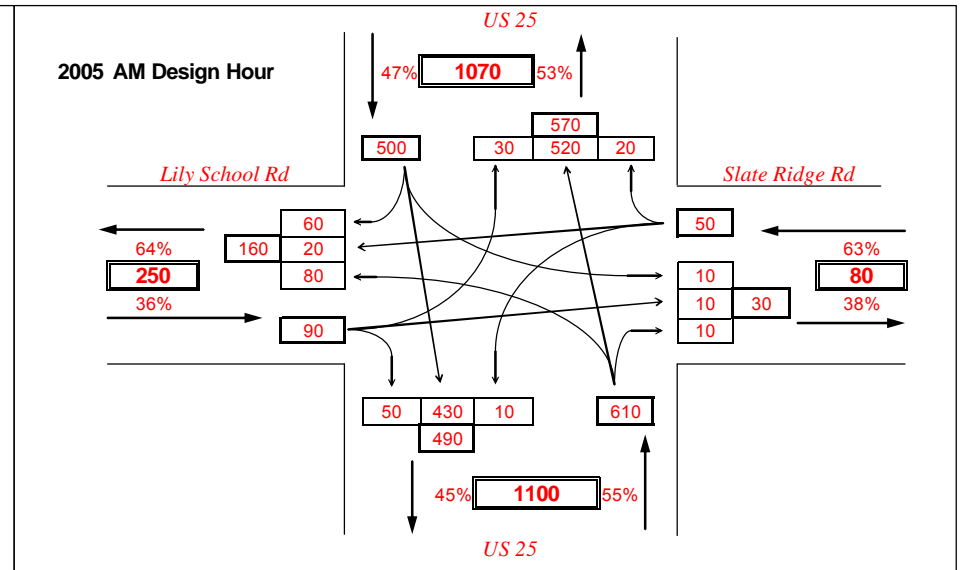 US 25
2005 AM Design Hour
47% 1070 53%
570
500 30 520 20
Lily School Rd Slate Ridge Rd
60 50
64% 160 20 63%
250 80 10 80
36% 10 30 38%
90 10
50 430 10 610
490
45% 1100 55%
US 25